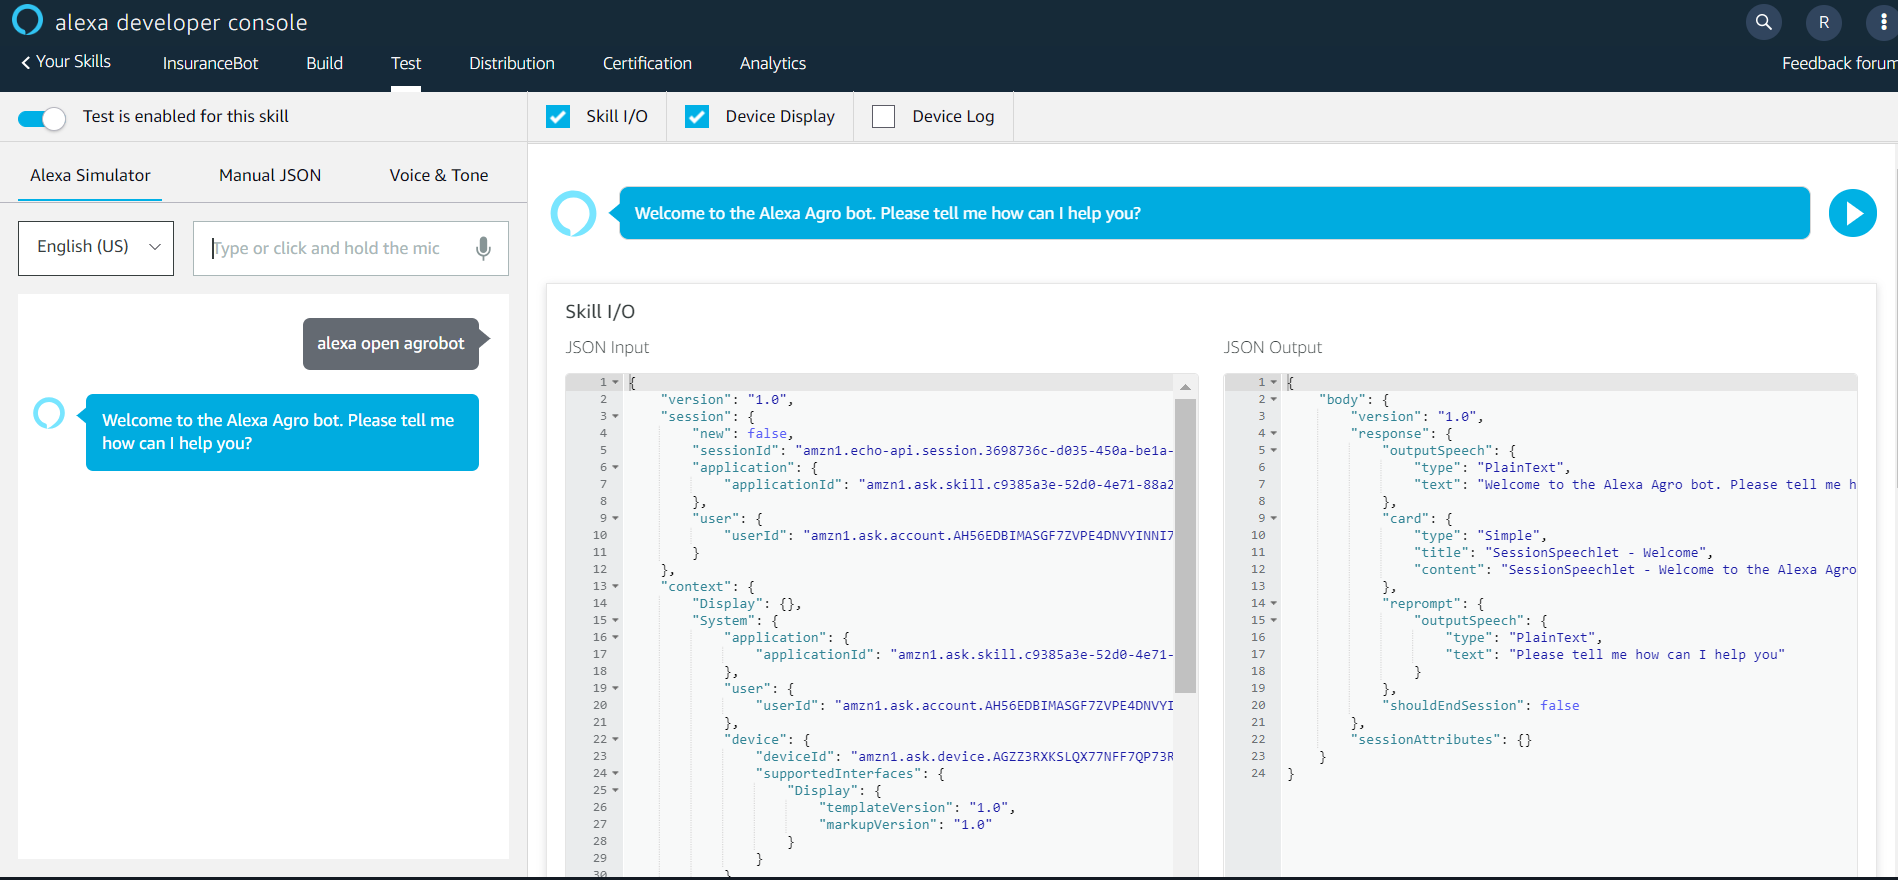 alexa developer console
R
Your Skills
InsuranceBot
Build
Test
Distribution
Certification
Analytics
Feedback forum
Test is enabled for this skill
Skill I/O
Device Display
Device Log
Alexa Simulator
Manual JSON
Voice & Tone
English (US)
Type or click and hold the mic
alexa open agrobot
Welcome to the Alexa Agro bot. Please tell me
how can I help you?
Welcome to the Alexa Agro bot. Please tell me how can I help you?
Skill I/O
JSON Input
1 {
2 "version": "1.0",
3 "session": {
4 "new": false,
5 "sessionId": "amzn1.echo-api.session.3698736c-d035-450a-be1a-
6 "application": {
7 "applicationId": "amzn1.ask.skill.c9385a3e-52d0-4e71-88a2
8 },
9 "user": {
10 "userId": "amzn1.ask.account.AH56EDBIMASGF7ZVPE4DNVYINNI7
11 }
12 },
13 "context": {
14 "Display": {},
15 "System": {
16 "application": {
17 "applicationId": "amzn1.ask.skill.c9385a3e-52d0-4e71-
18 },
19 "user": {
20 "userId": "amzn1.ask.account.AH56EDBIMASGF7ZVPE4DNVYI
21 },
22 "device": {
23 "deviceId": "amzn1.ask.device.AGZZ3RXKSLQX77NFF7QP73R
24 "supportedInterfaces": {
25 "Display": {
26 "templateVersion": "1.0",
27 "markupVersion": "1.0"
28 }
29 }
30 }
JSON Output
1 {
2 "body": {
3 "version": "1.0",
4 "response": {
5 "outputSpeech": {
6 "type": "PlainText",
7 "text": "Welcome to the Alexa Agro bot. Please tell me h
8 },
9 "card": {
10 "type": "Simple",
11 "title": "SessionSpeechlet - Welcome",
12 "content": "SessionSpeechlet - Welcome to the Alexa Agro
13 },
14 "reprompt": {
15 "outputSpeech": {
16 "type": "PlainText",
17 "text": "Please tell me how can I help you"
18 }
19 },
20 "shouldEndSession": false
21 },
22 "sessionAttributes": {}
23 }
24 }